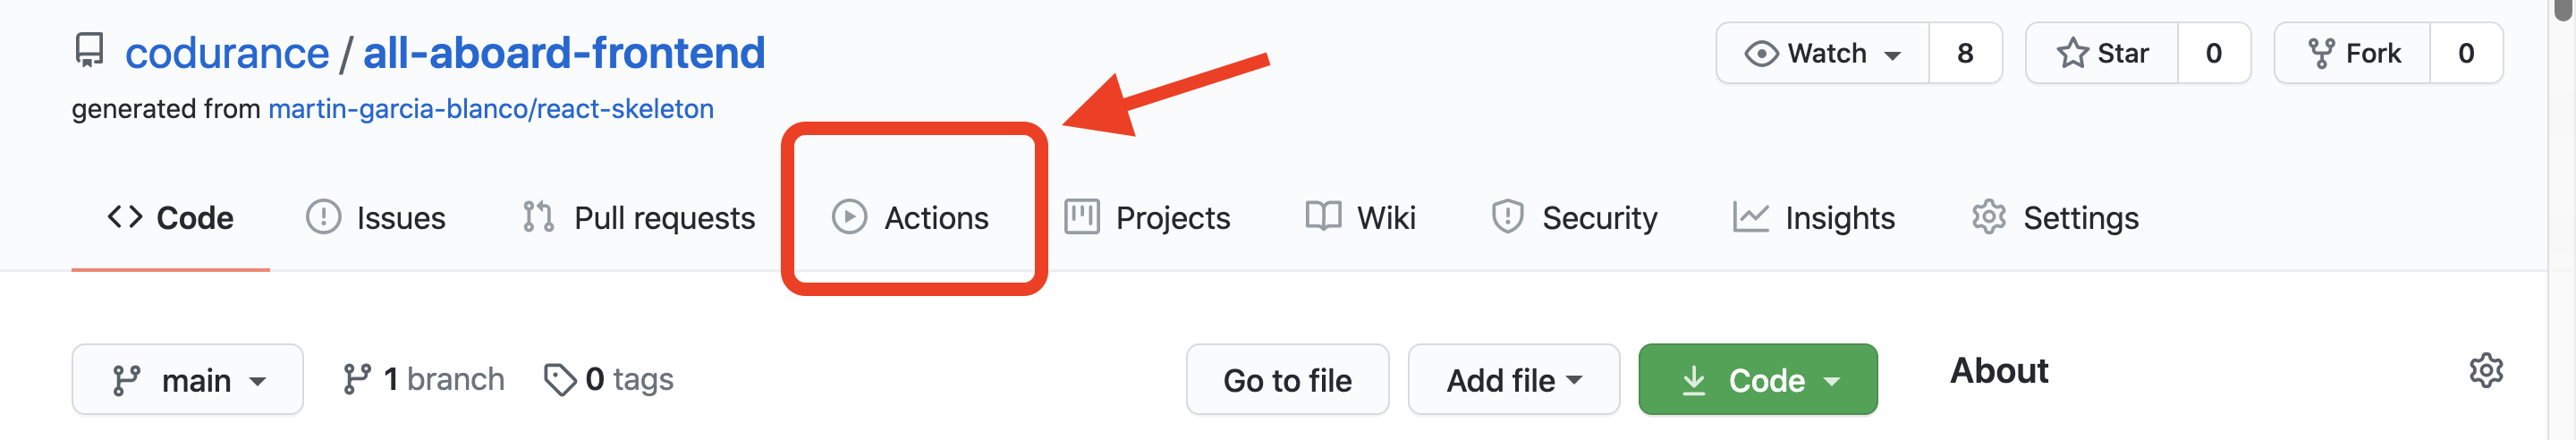 codurance / all-aboard-frontend
Watch 8 Star 0 Fork 0
generated from martin-garcia-blanco/react-skeleton
Code Issues Pull requests Actions Projects Wiki Security Insights Settings
main 1 branch 0 tags Go to file Add file Code About